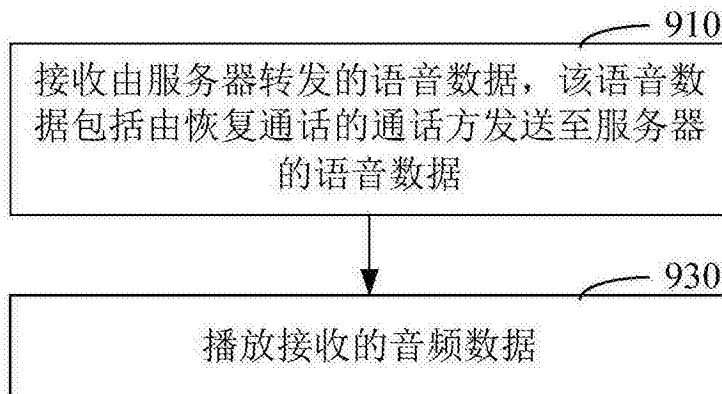 910
接收由服务器转发的语音数据，该语音数
据包括由恢复通话的通话方发送至服务器
的语音数据
930
播放接收的音频数据